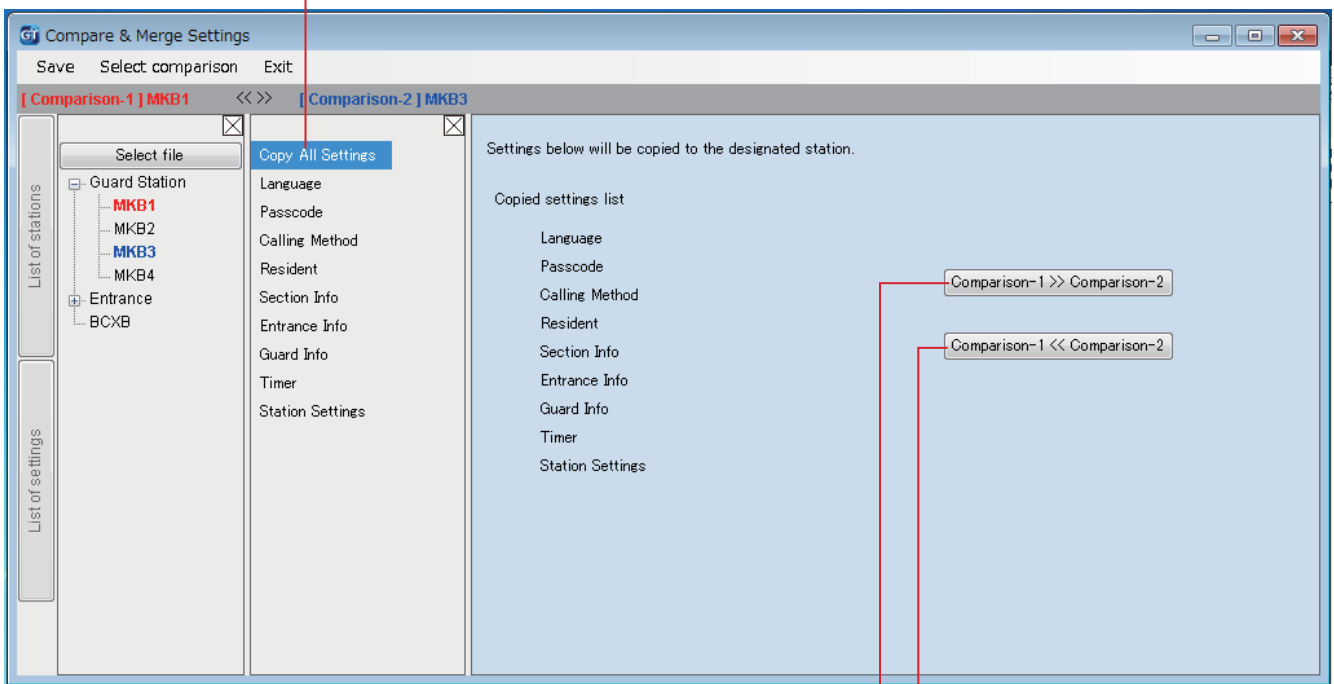 GT Compare & Merge Settings
Save Select comparison Exit
[ Comparison-1 ] MKB1 << >> [ Comparison-2 ] MKB3
List of stations
List of settings
Select file
Guard Station
MKB1
MKB2
MKB3
MKB4
Entrance
BCXB
Copy All Settings
Language
Passcode
Calling Method
Resident
Section Info
Entrance Info
Guard Info
Timer
Station Settings
Settings below will be copied to the designated station.
Copied settings list
Language
Passcode
Calling Method
Resident
Section Info
Entrance Info
Guard Info
Timer
Station Settings
Comparison-1 >> Comparison-2
Comparison-1 << Comparison-2